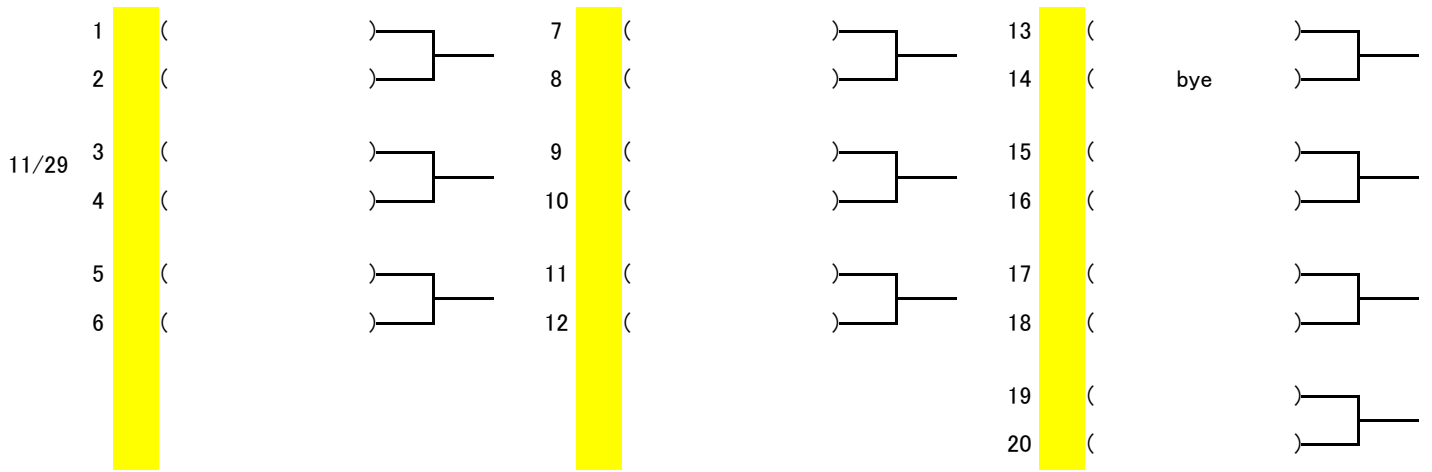 1 ( ) 7 ( ) 13 ( )
2 ( ) 8 ( ) 14 ( bye )
3 ( ) 9 ( ) 15 ( )
11/29
4 ( ) 10 ( ) 16 ( )
5 ( ) 11 ( ) 17 ( )
6 ( ) 12 ( ) 18 ( )
19 ( )
20 ( )